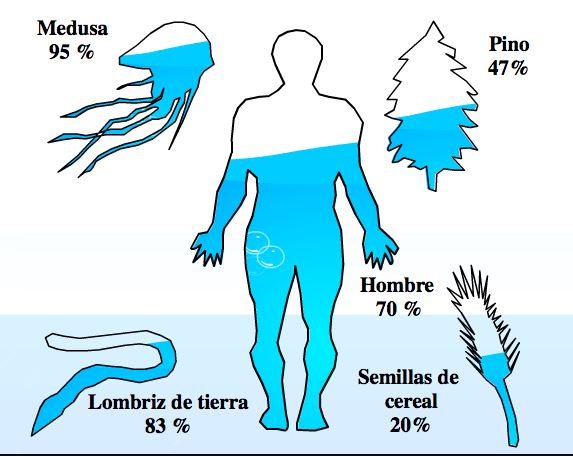 Medusa
95 %
Pino
47%
Hombre
70 %
Lombriz de tierra
83 %
Semillas de
cereal
20%